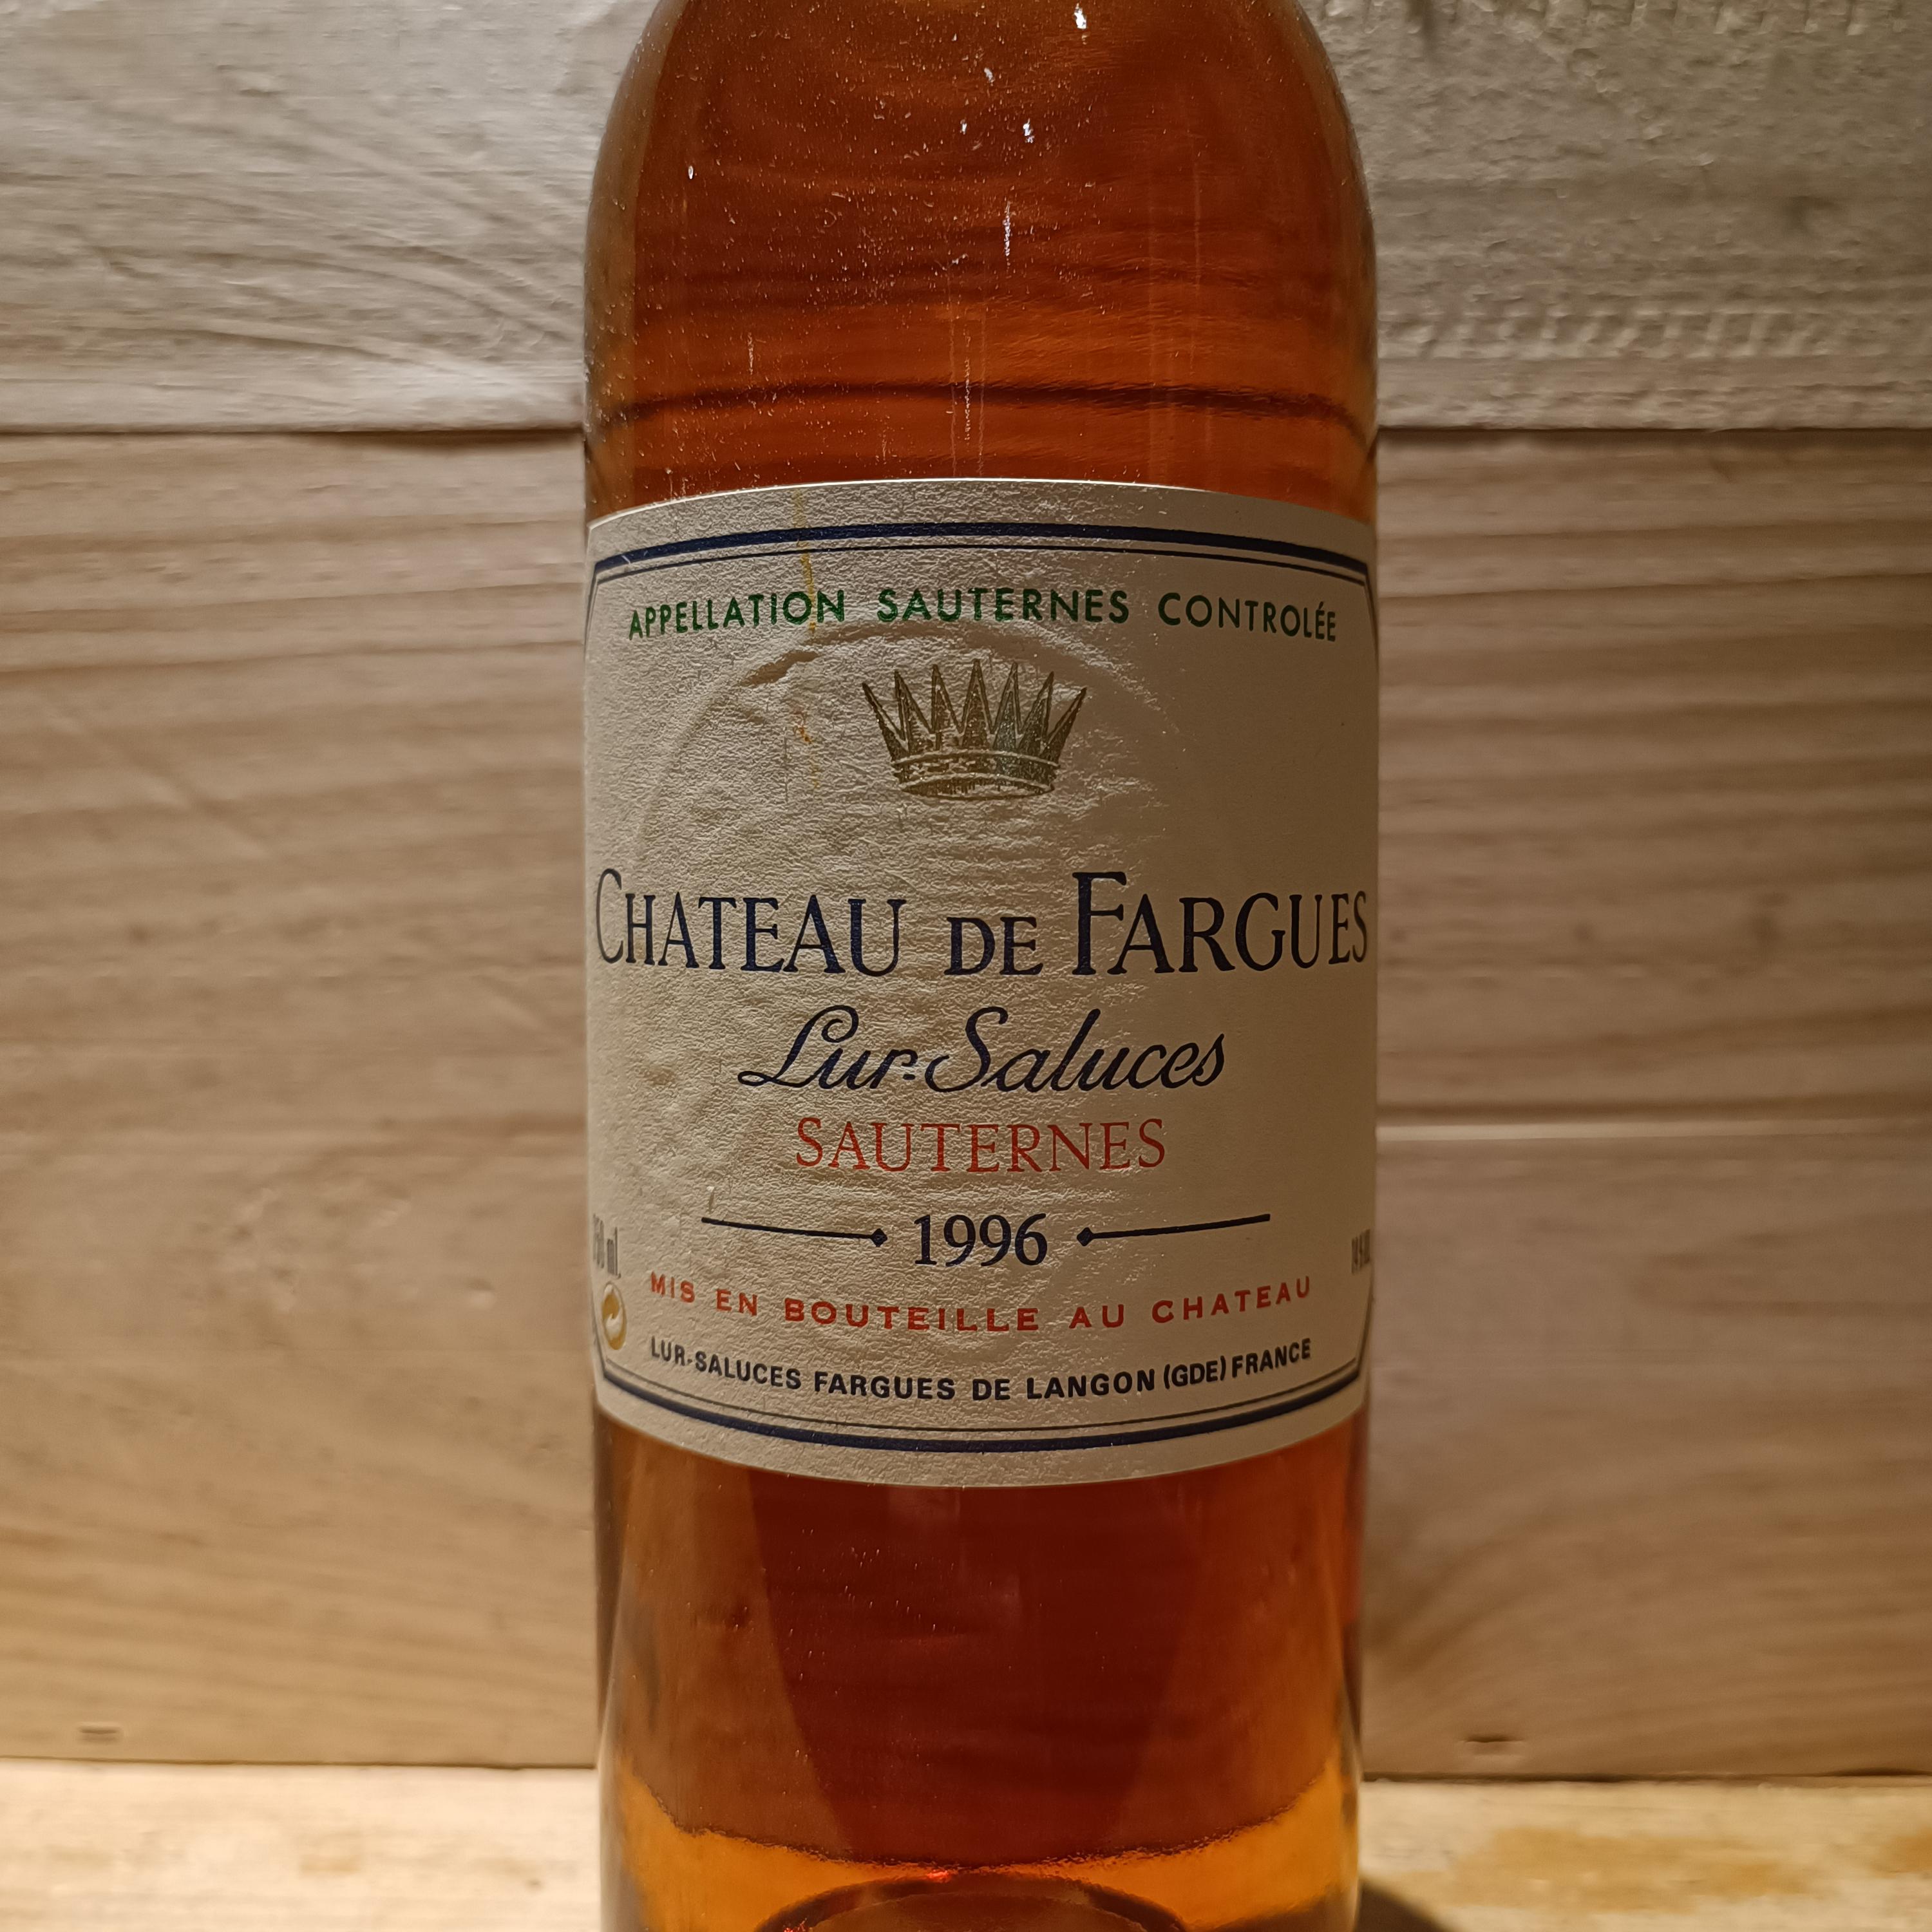 APPELLATION SAUTERNES CONTROLÉE
CHATEAU DE FARGUES
Lur-Saluces
SAUTERNES
1996
ml
MIS EN BOUTEILLE AU CHATEAU
LUR-SALUCES FARGUES DE LANGON (GDE) FRANCE